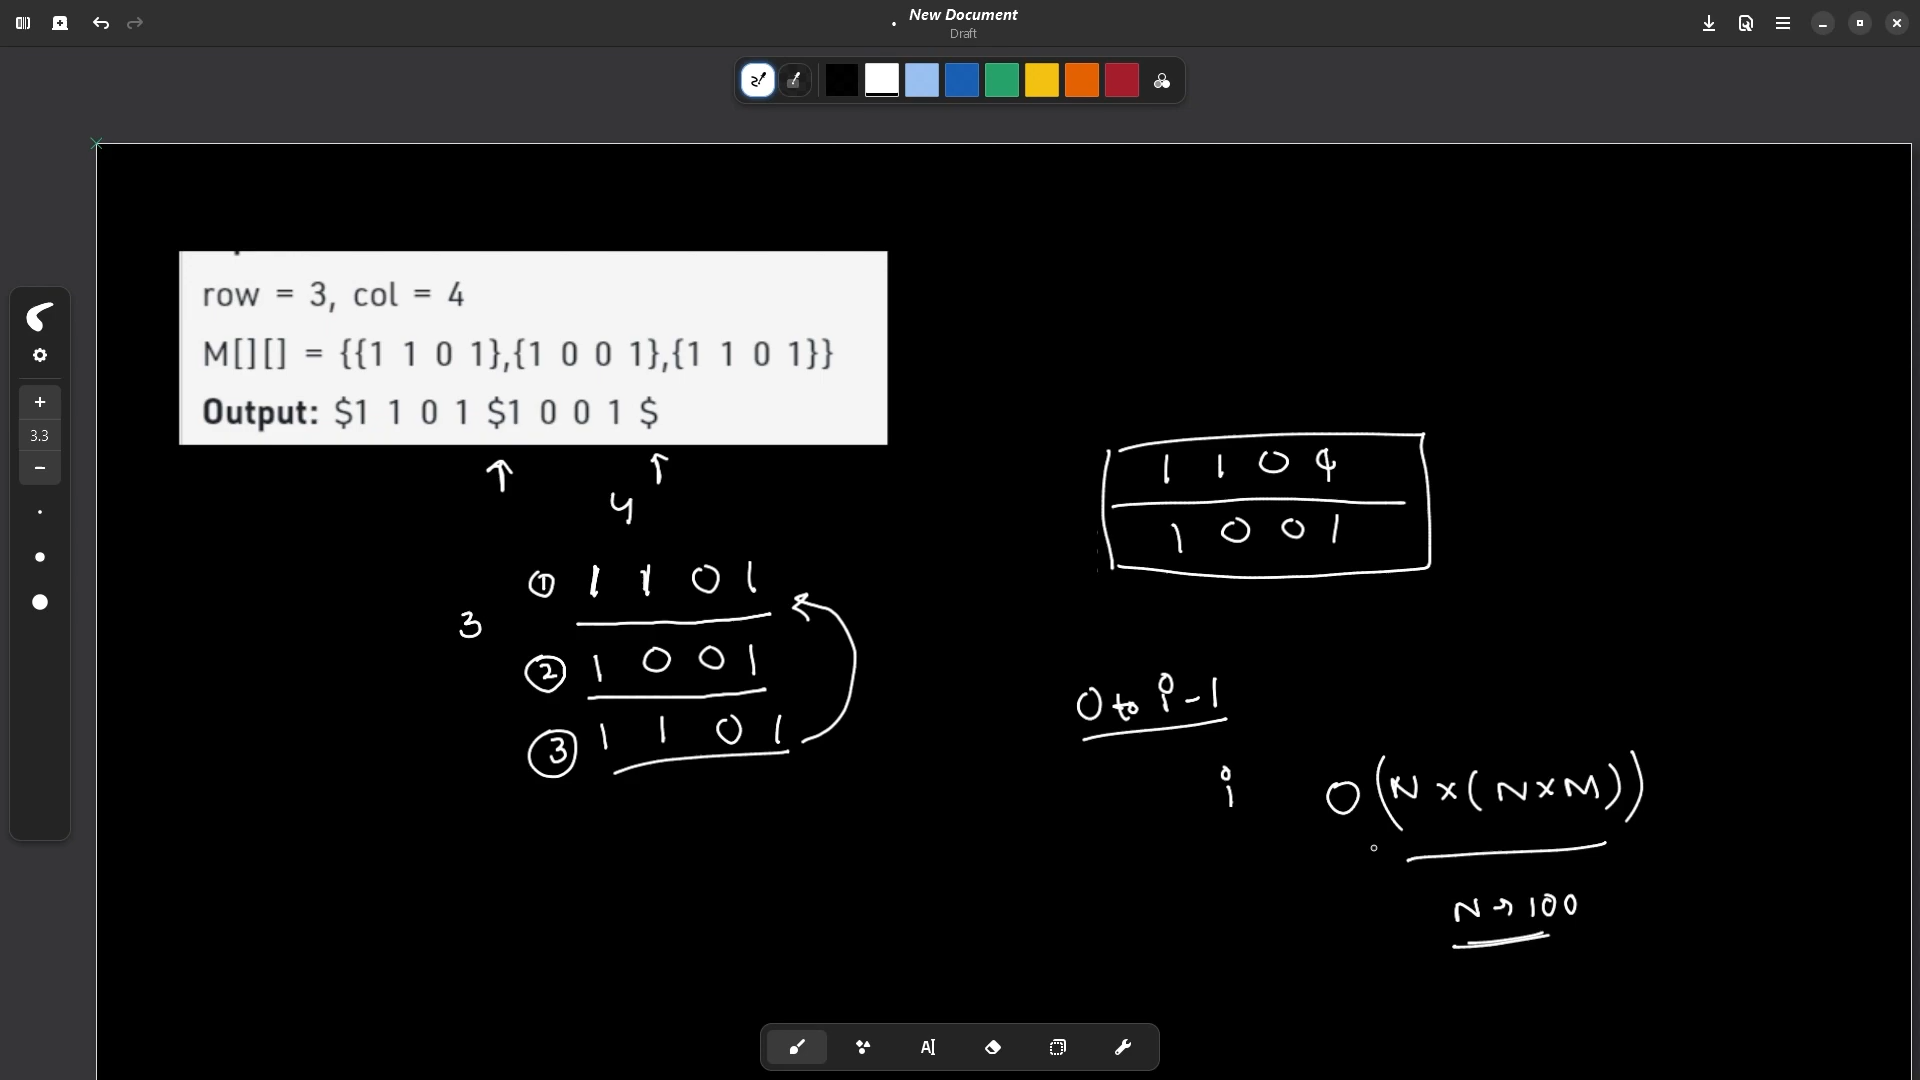 New Document
Draft
row = 3, col = 4
M[][] = {{1 1 0 1},{1 0 0 1},{1 1 0 1}}
Output: $1 1 0 1 $1 0 0 1 $
4
① 1 1 0 1
3
② 1 0 0 1
③ 1 1 0 1
1 1 0 1
1 0 0 1
0 to i-1
i
O(N x (N x M))
N → 100
3.3
+
-
AI